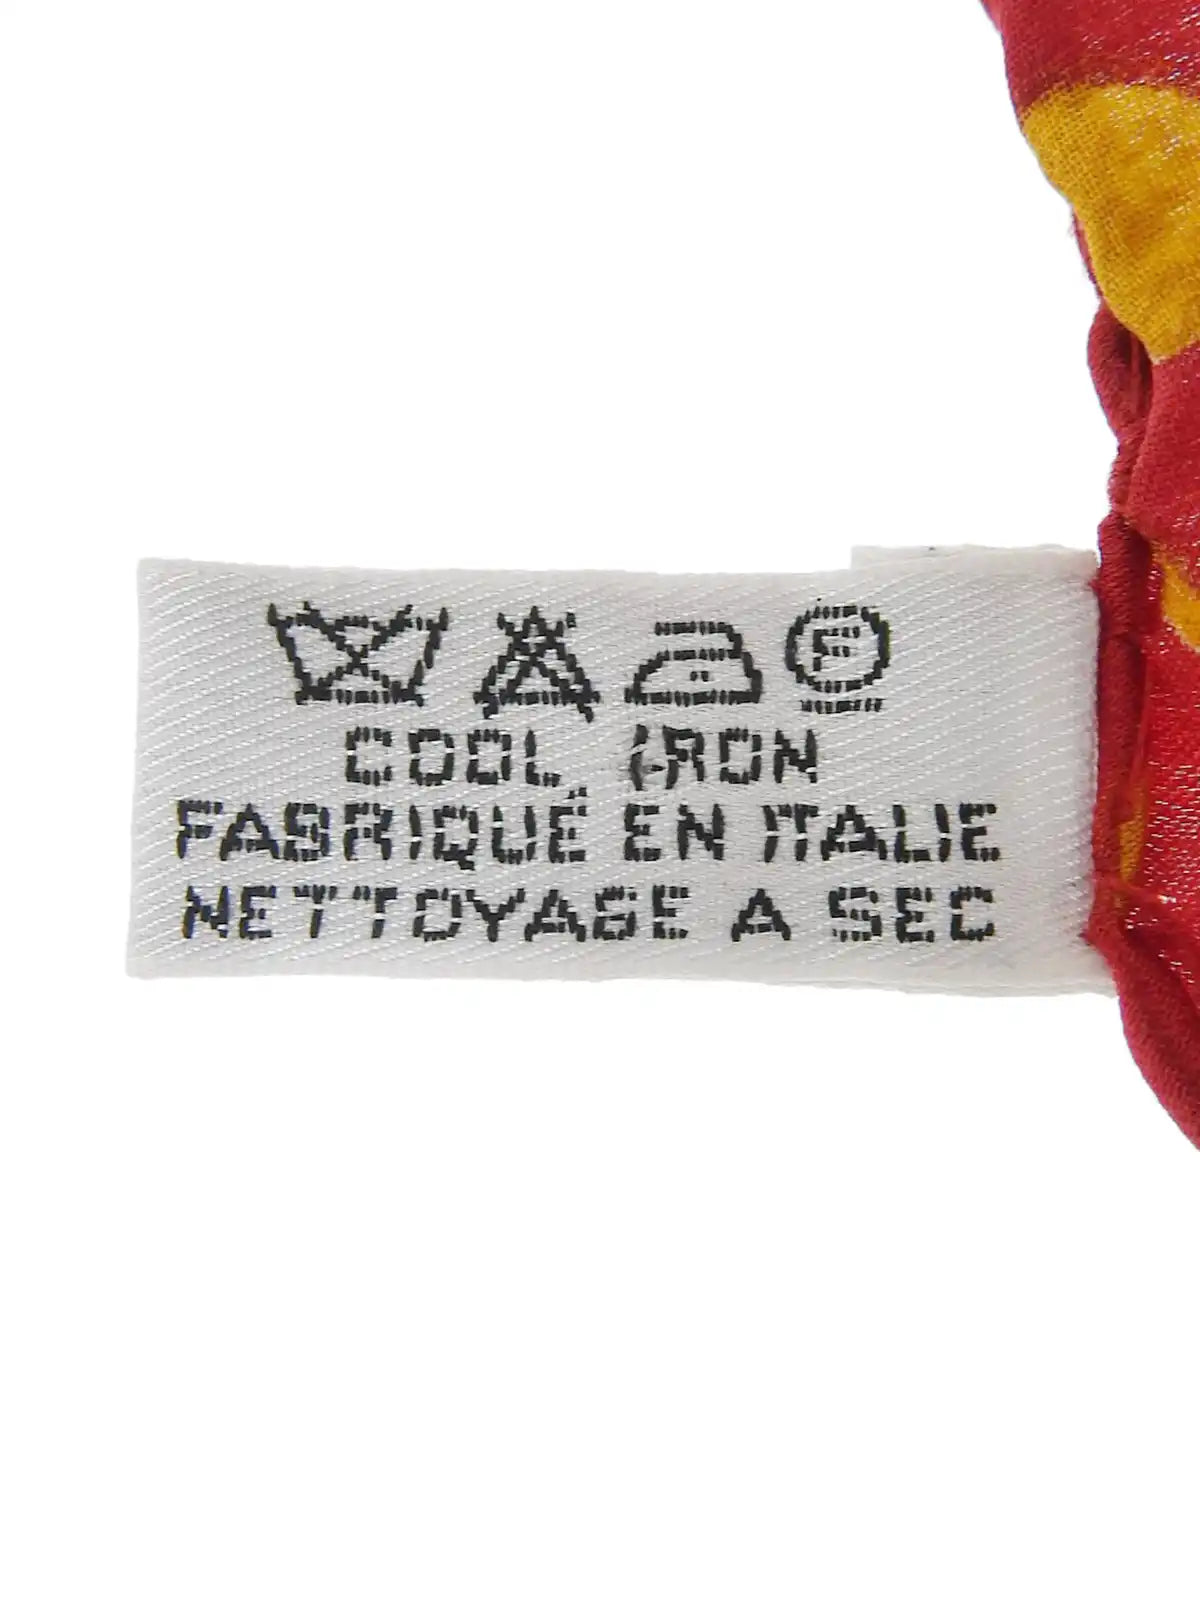 F
COOL IRON
FABRIQUÉ EN ITALIE
NETTOYAGE A SEC